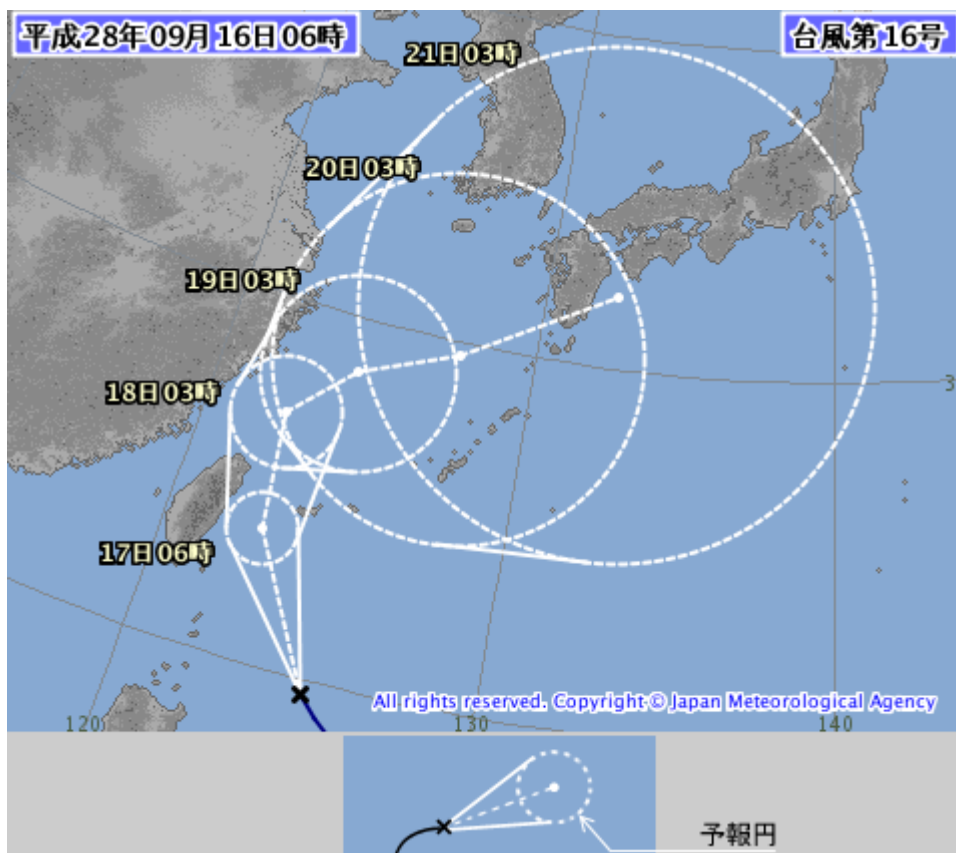 平成28年09月16日06時
台風第16号
21日03時
20日03時
19日03時
18日03時
17日06時
3
All rights reserved. Copyright © Japan Meteorological Agency
120
130
140
予報円